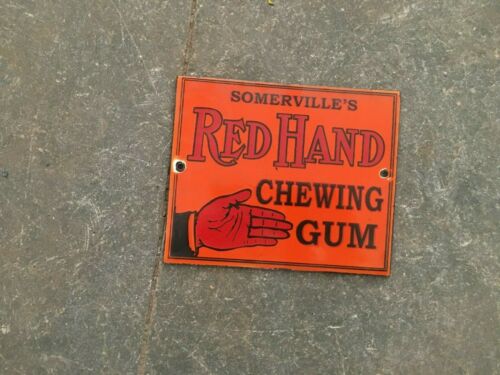 SOMERVILLE'S
RED HAND
CHEWING
GUM